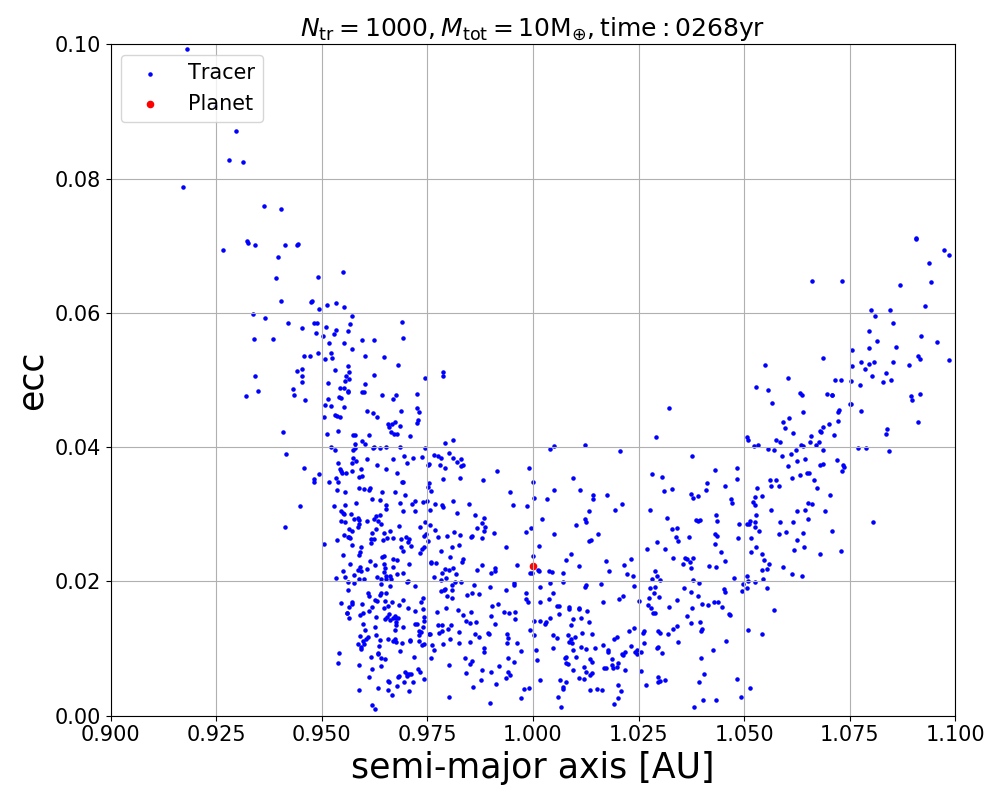 N_tr = 1000, M_tot = 10M_⊕, time : 0268yr
Tracer
Planet
ecc
0.10
0.08
0.06
0.04
0.02
0.00
0.900 0.925 0.950 0.975 1.000 1.025 1.050 1.075 1.100
semi-major axis [AU]